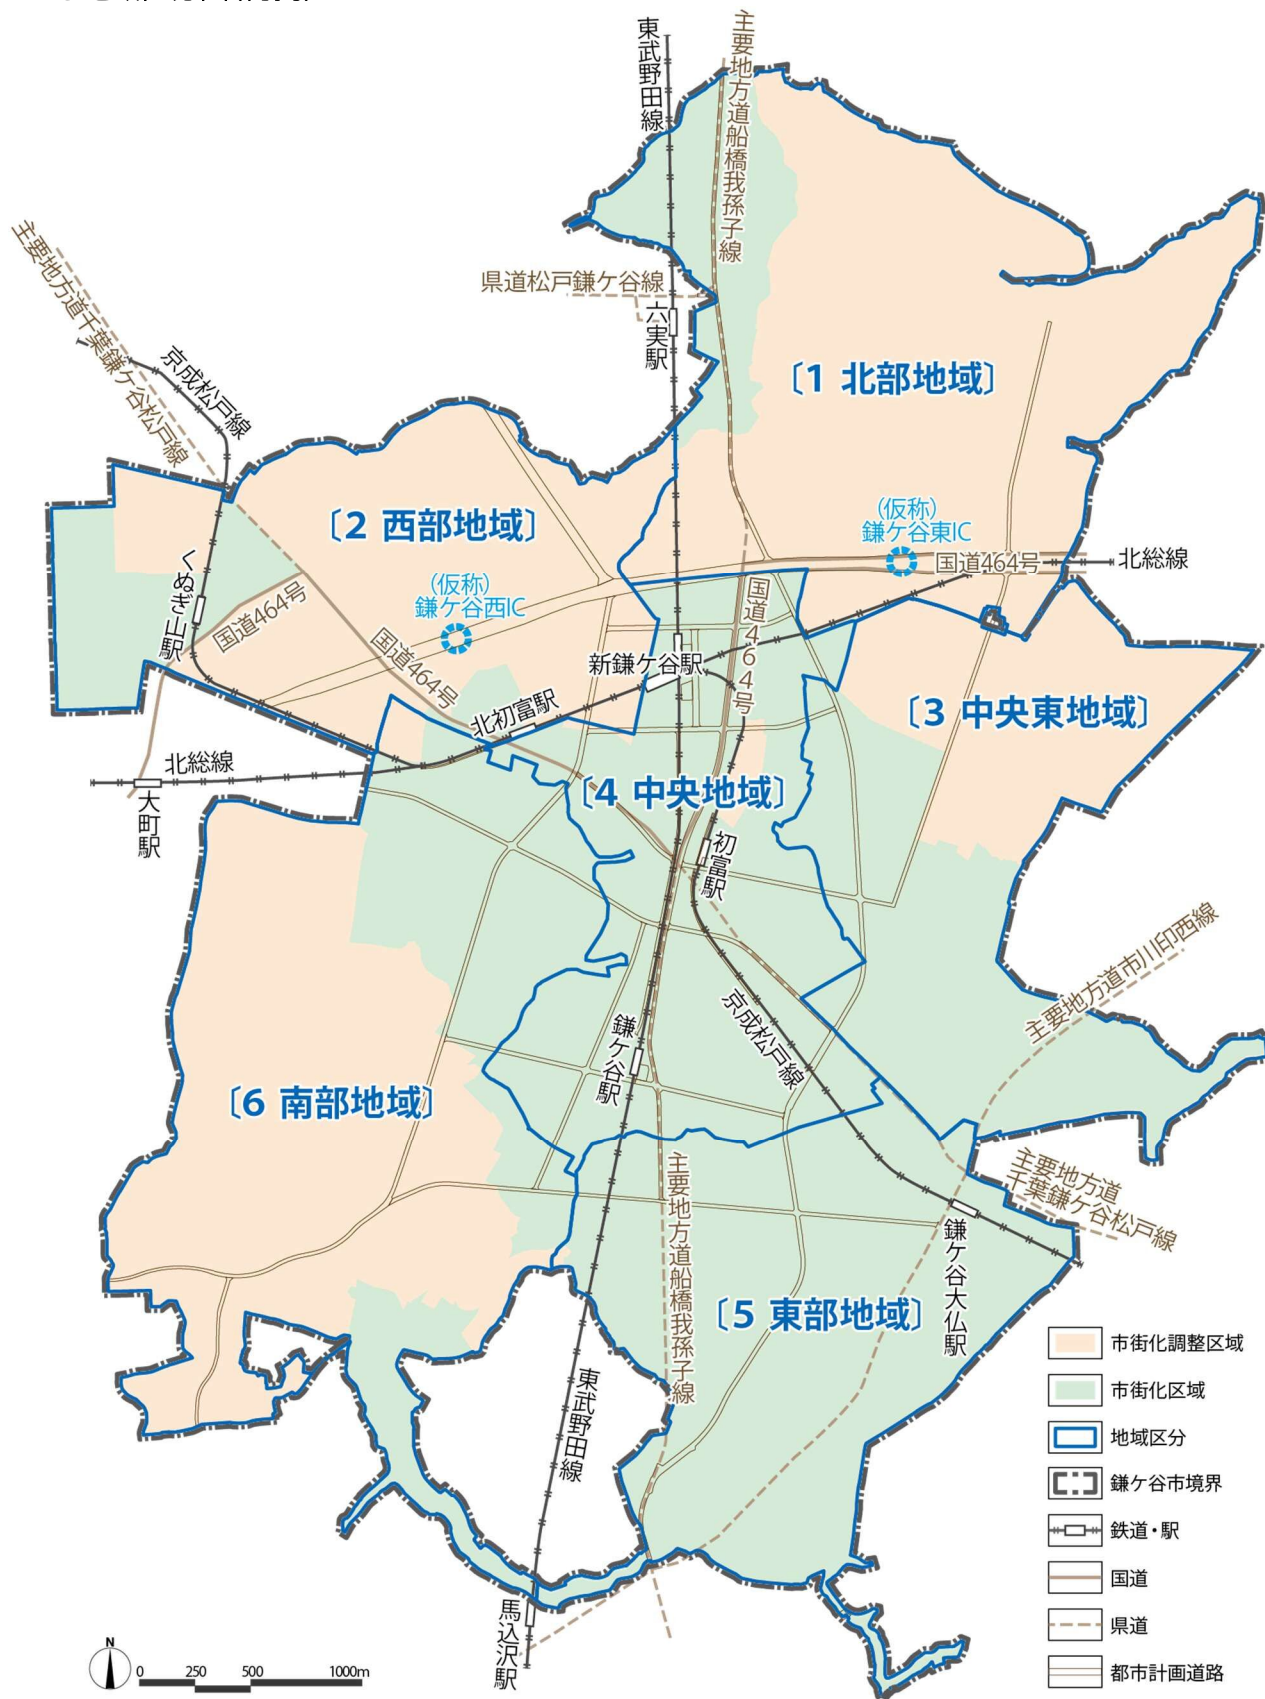 東武野田線
主要地方道船橋我孫子線
主要地方道千葉鎌ケ谷松戸線
京成松戸線
県道松戸鎌ケ谷線
六実駅
〔1 北部地域〕
〔2 西部地域〕
(仮称)
鎌ケ谷東IC
国道464号
北総線
くぬぎ山駅
国道464号
(仮称)
鎌ケ谷西IC
国道464号
国道464号
新鎌ケ谷駅
北初富駅
〔3 中央東地域〕
北総線
大町駅
〔4 中央地域〕
初富駅
主要地方道市川印西線
京成松戸線
鎌ケ谷駅
〔6 南部地域〕
主要地方道船橋我孫子線
主要地方道
千葉鎌ケ谷松戸線
鎌ケ谷大仏駅
〔5 東部地域〕
東武野田線
馬込沢駅
市街化調整区域
市街化区域
地域区分
鎌ケ谷市境界
鉄道・駅
国道
県道
都市計画道路
N
0 250 500 1000m